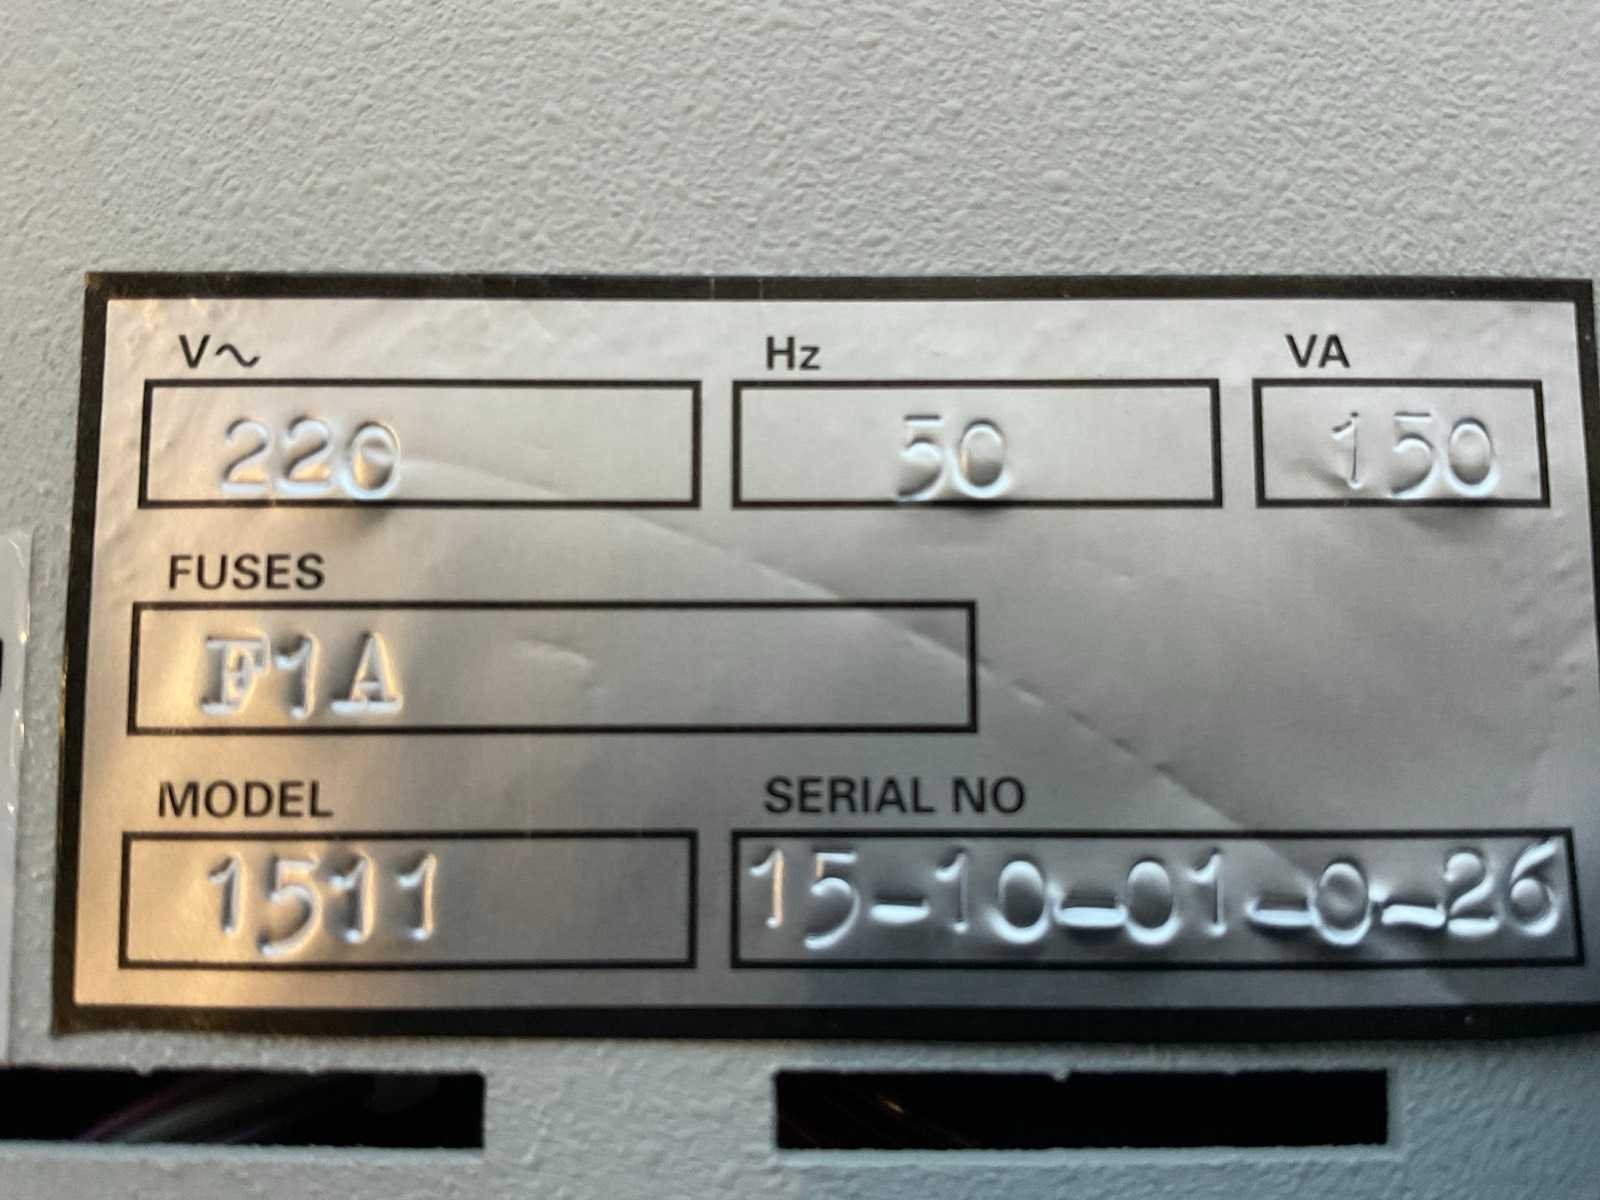 V~ Hz VA
220 50 150
FUSES
F1A
MODEL SERIAL NO
1511 15-10-01-0-26